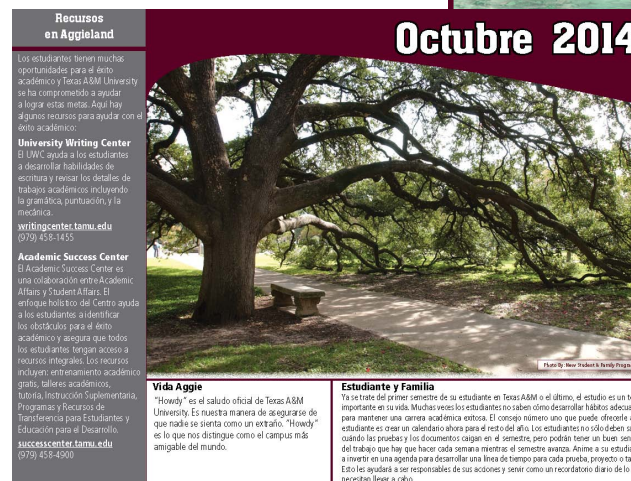 Recursos
en Aggieland
Los estudiantes tienen muchas
oportunidades para el éxito
académico y Texas A&M University
se ha comprometido a ayudar
a lograr estas metas. Aquí hay
algunos recursos para ayudar con el
éxito académico:
University Writing Center
El UWC ayuda a los estudiantes
a desarrollar habilidades de
escritura y revisar los detalles de
trabajos académicos incluyendo
la gramática, puntuación, y la
mecánica.
writingcenter.tamu.edu
(979) 458-1455
Academic Success Center
El Academic Success Center es
una colaboración entre Academic
Affairs y Student Affairs. El
enfoque holístico del Centro ayuda
a los estudiantes a identificar
los obstáculos para el éxito
académico y asegura que todos
los estudiantes tengan acceso a
recursos integrales. Los recursos
incluyen: entrenamiento académico
gratis, talleres académicos,
tutoría, Instrucción Suplementaria,
Programas y Recursos de
Transferencia para Estudiantes y
Educación para el Desarrollo.
successcenter.tamu.edu
(979) 458-4900
Octubre 2014
Photo By: New Student & Family
Vida Aggie
"Howdy" es el saludo oficial de Texas A&M
University. Es nuestra manera de asegurarse de
que nadie se sienta como un extraño. "Howdy"
es lo que nos distingue como el campus más
amigable del mundo.
Estudiante y Familia
Ya se trate del primer semestre de su estudiante en Texas A&M o el último, el estudio es un
importante en su vida. Muchas veces los estudiantes no saben cómo desarrollar hábitos
para mantener una carrera académica exitosa. El consejo número uno que puede ofrecerle
estudiante es crear un calendario ahora para el resto del año. Los estudiantes no sólo deben
cuándo las pruebas y los documentos caigan en el semestre, pero podrán tener un buen
del trabajo que hay que hacer cada semana mientras el semestre avanza. Anime a su
a invertir en una agenda para desarrollar una línea de tiempo para cada prueba, proyecto o
Esto les ayudará a ser responsables de sus acciones y servir como un recordatorio diario de lo
necesitan llevar a cabo.